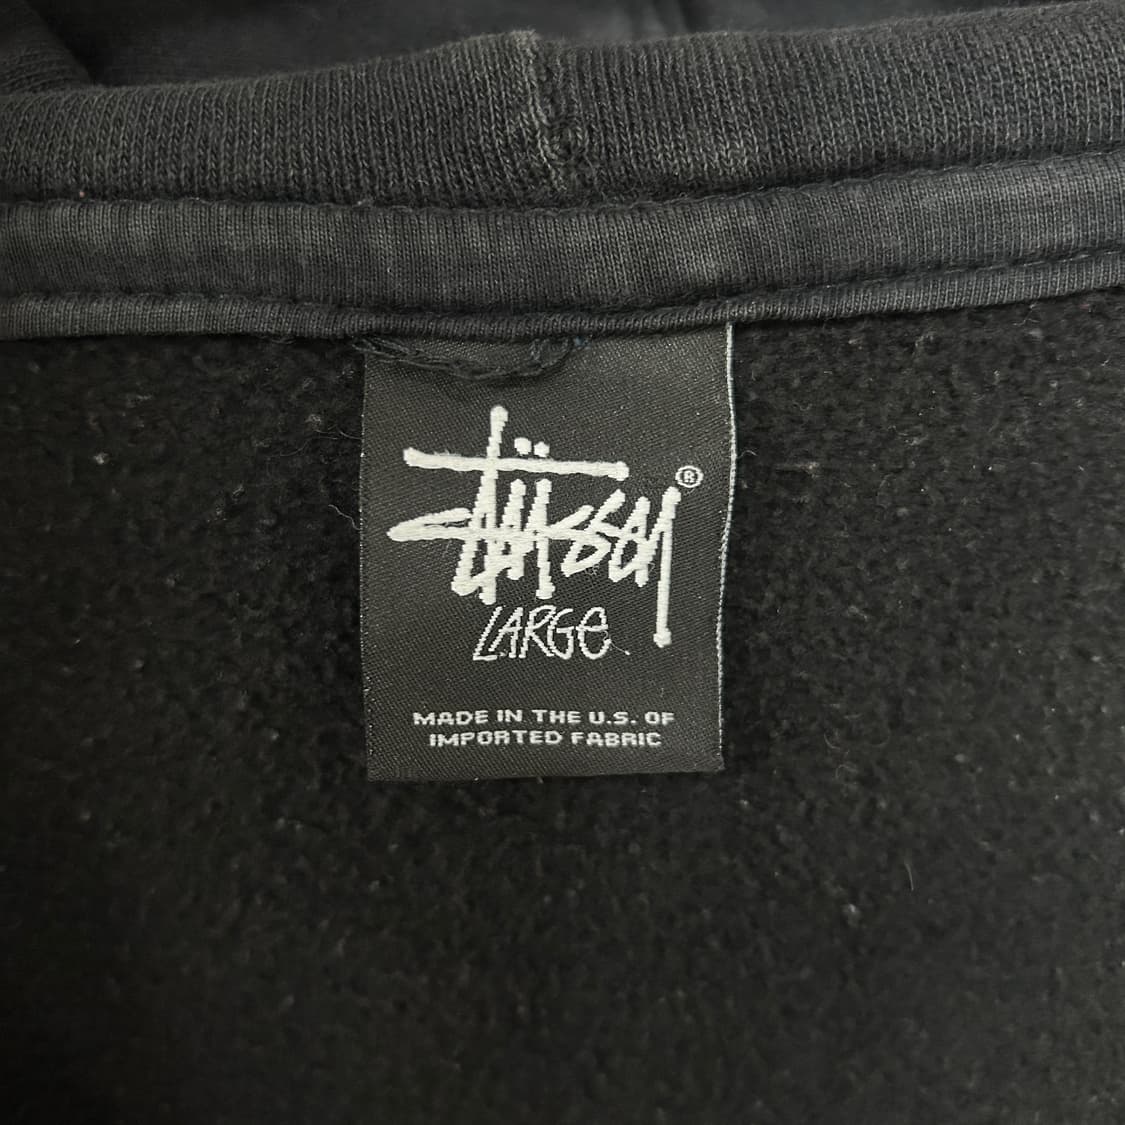 Stüssy ®
LARGE
MADE IN THE U.S. OF
IMPORTED FABRIC